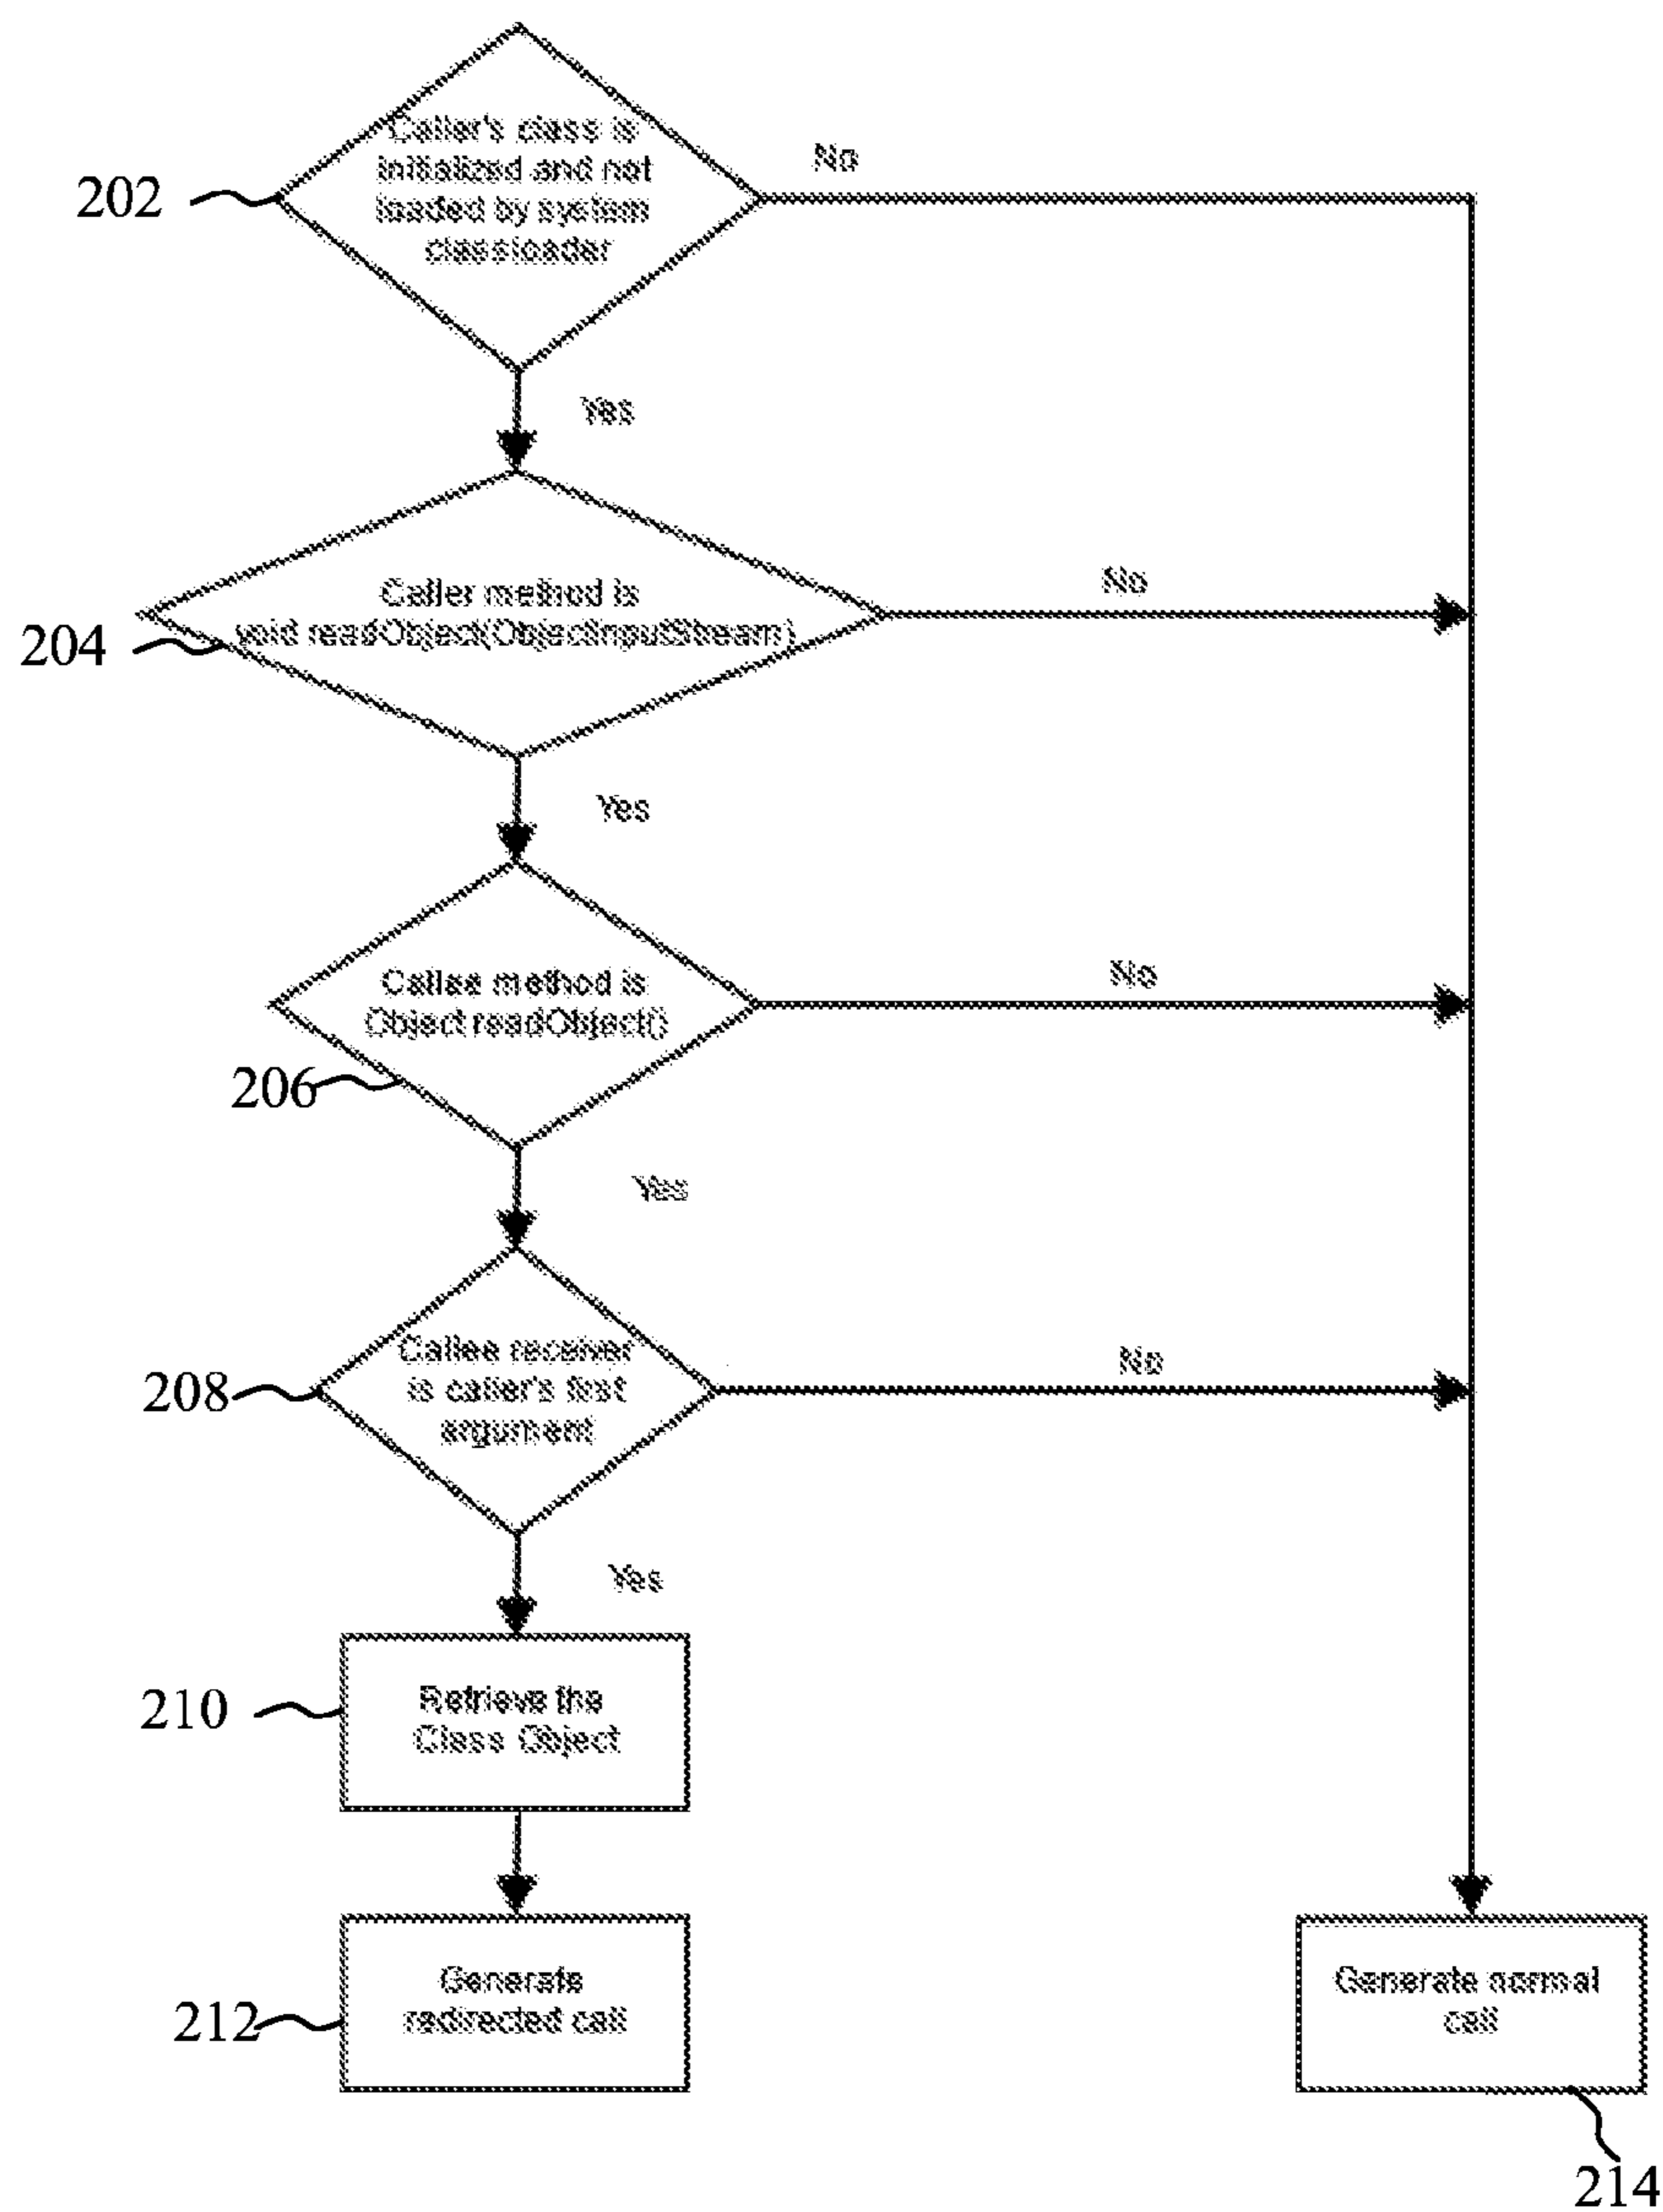 Caller's class is
initialized and not
loaded by system
classloader
No
202
Yes
Caller method is
void readObject(ObjectInputStream)
No
204
Yes
Callee method is
Object readObject()
No
206
Yes
Callee receiver
is caller's first
argument
No
208
Yes
Retrieve the
Class Object
210
Generate
redirected call
212
Generate normal
call
214